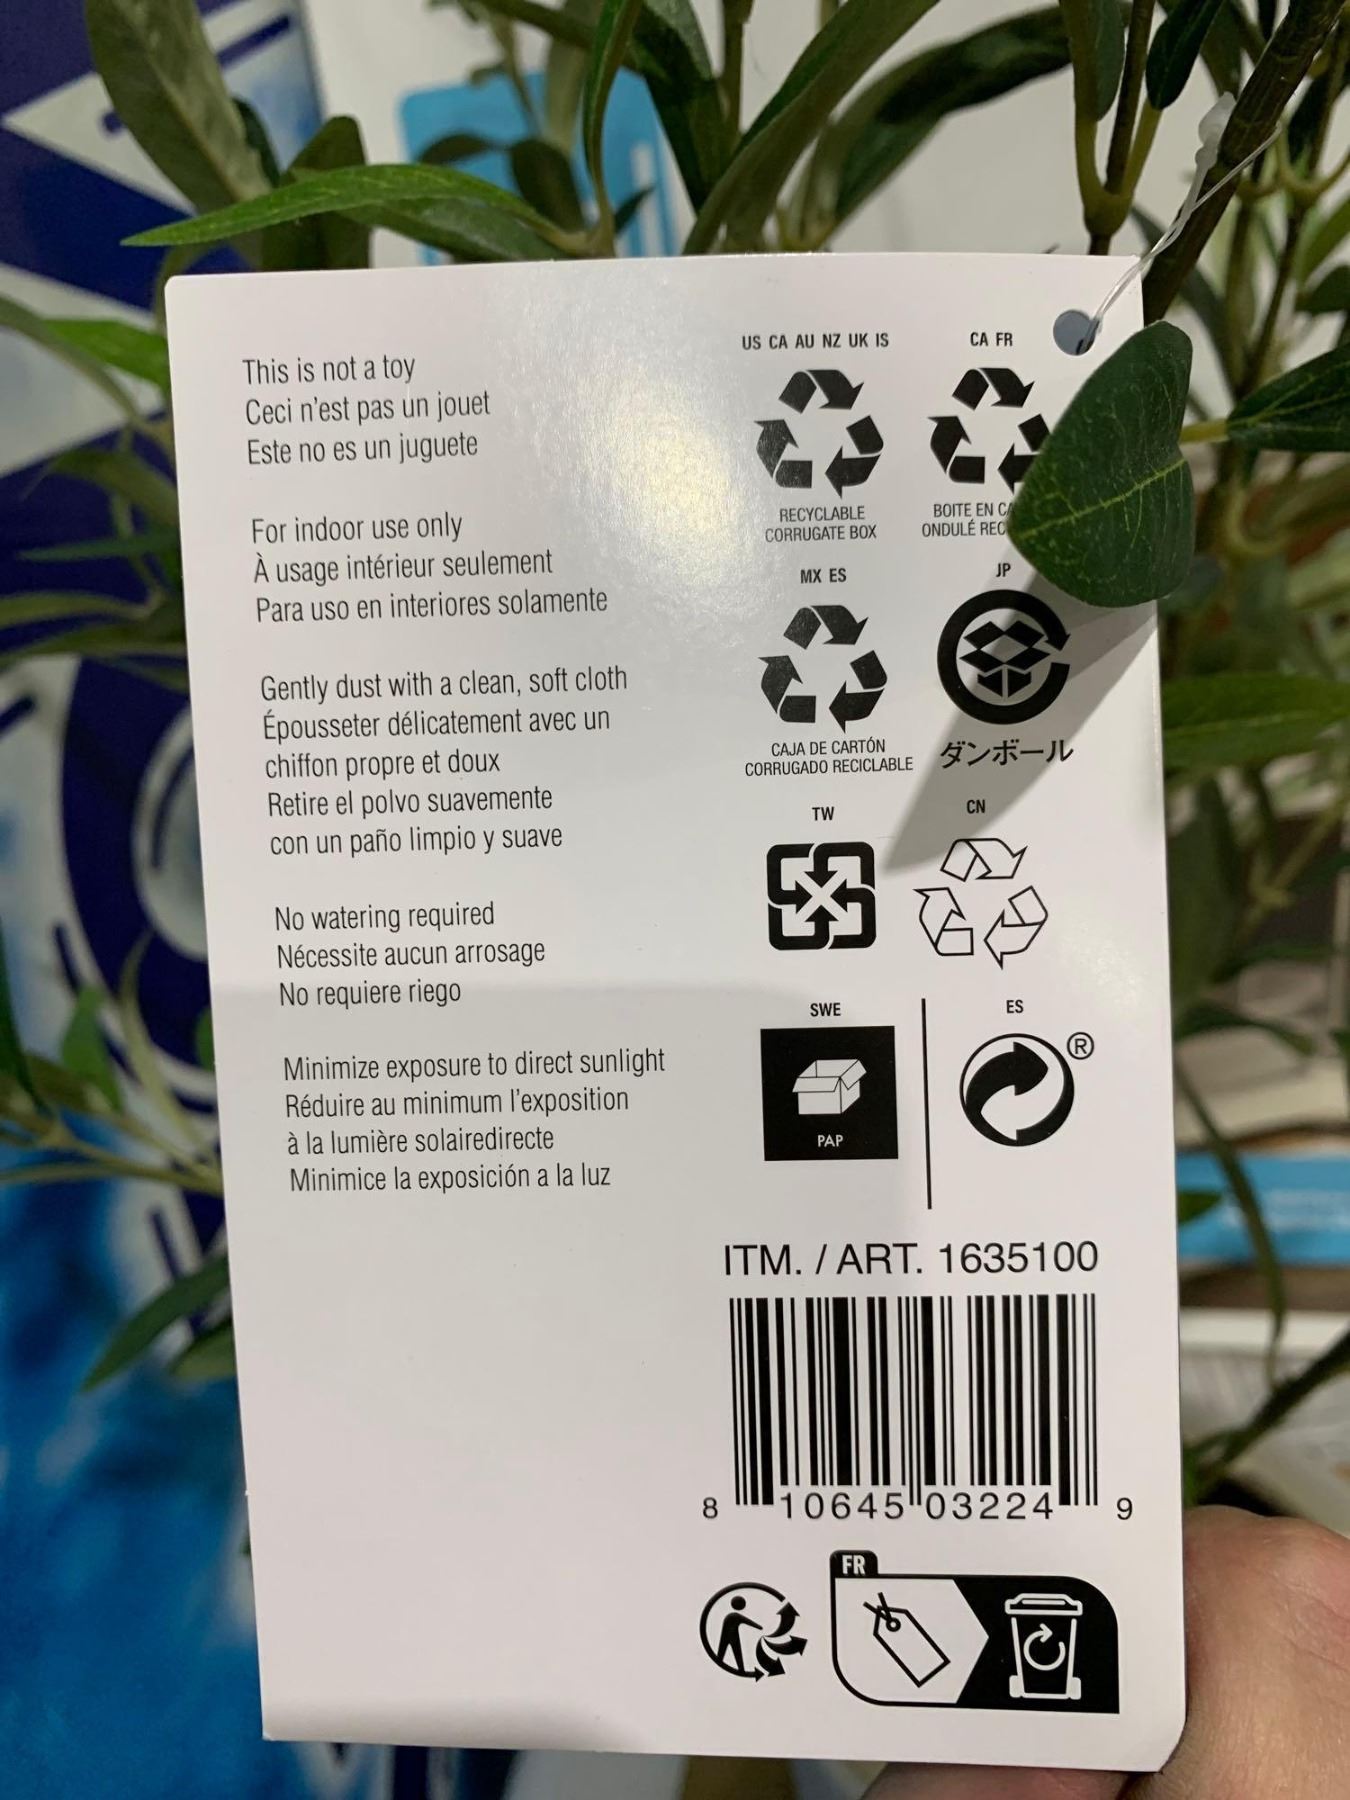 This is not a toy
Ceci n'est pas un jouet
Este no es un juguete
For indoor use only
À usage intérieur seulement
Para uso en interiores solamente
Gently dust with a clean, soft cloth
Épousseter délicatement avec un
chiffon propre et doux
Retire el polvo suavemente
con un paño limpio y suave
No watering required
Nécessite aucun arrosage
No requiere riego
Minimize exposure to direct sunlight
Réduire au minimum l'exposition
à la lumière solairedirecte
Minimice la exposición a la luz
US CA AU NZ UK IS
RECYCLABLE
CORRUGATE BOX
CA FR
BOITE EN
ONDULÉ
MX ES
CAJA DE CARTÓN
CORRUGADO RECICLABLE
JP
ダンボール
TW
CN
SWE
PAP
ES
®
ITM. / ART. 1635100
8 10645 03224 9
FR